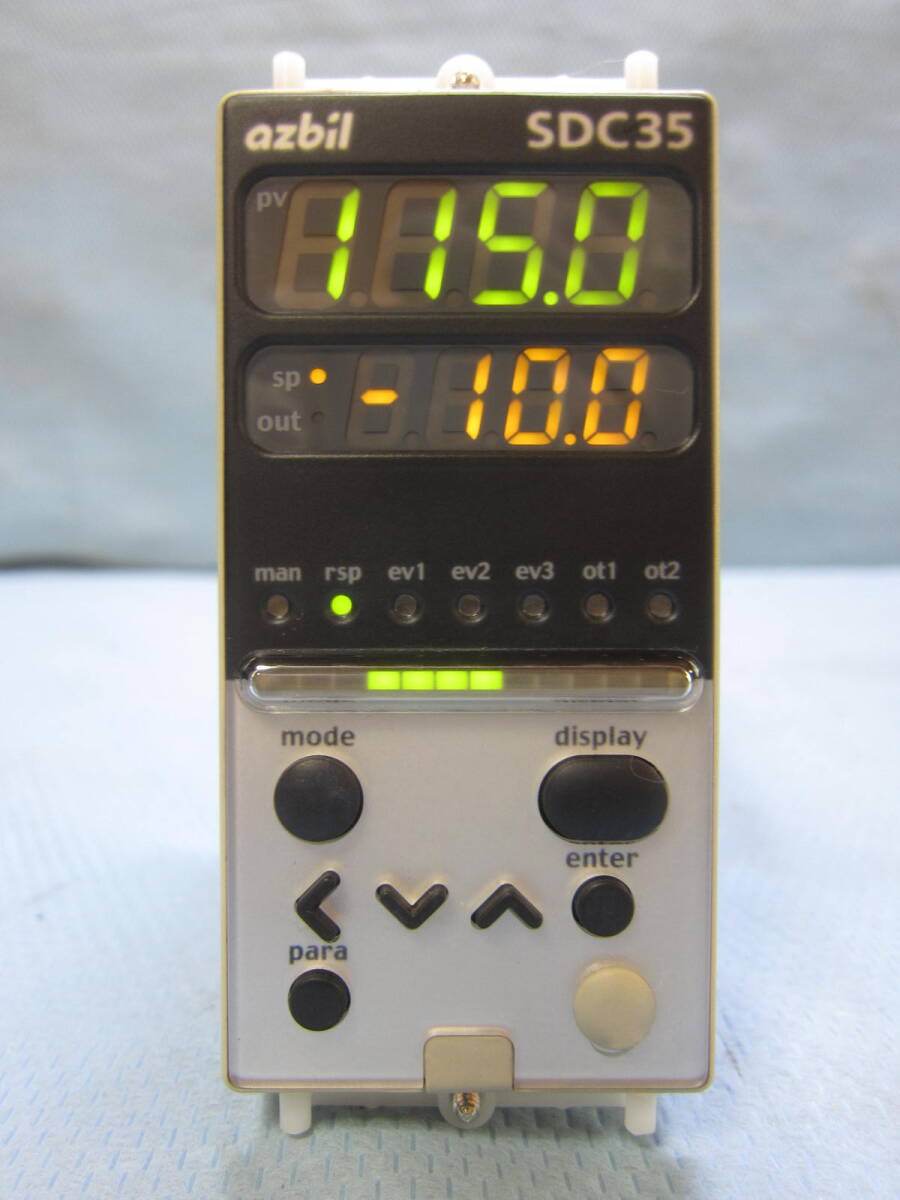 azbil SDC35
pv 115.0
sp -10.0
out
man rsp ev1 ev2 ev3 ot1 ot2
mode display
enter
para